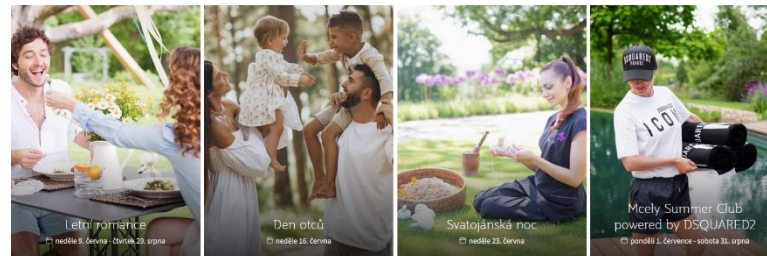 Letní romance
neděle 9. června - čtvrtek 29. srpna
Den otců
neděle 16. června
Svatojánská noc
neděle 23. června
DSQUARED2
ICON
Mcely Summer Club
powered by DSQUARED2
pondělí 1. července - sobota 31. srpna